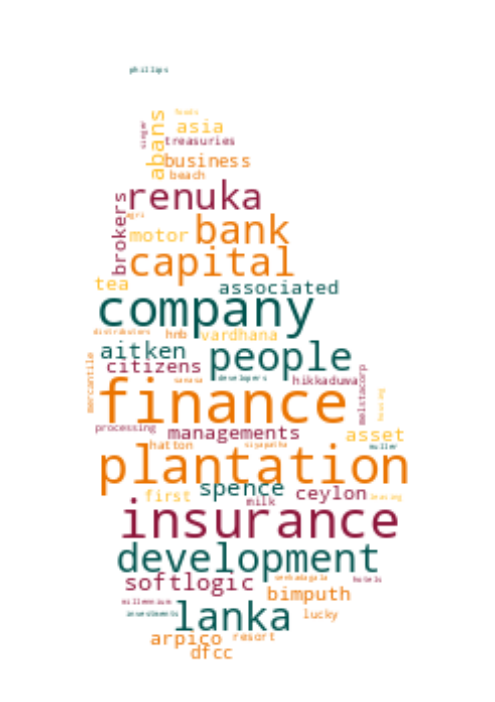 phillips
foods
abans
singer
asia
treasuries
business
beach
renuka
brokers
agri
motor
bank
capital
tea
associated
company
distributors
hnb
vardhana
aitken
people
citizens
mercantile
sanasa
developers
hikkaduwa
melstacorp
housing
finance
processing
managements
asset
hatton
siyapatha
muller
plantation
spence
first
milk
ceylon
leasing
insurance
development
softlogic
senkadagala
hotels
bimputh
millennium
investments
lanka
lucky
arpico
resort
dfcc